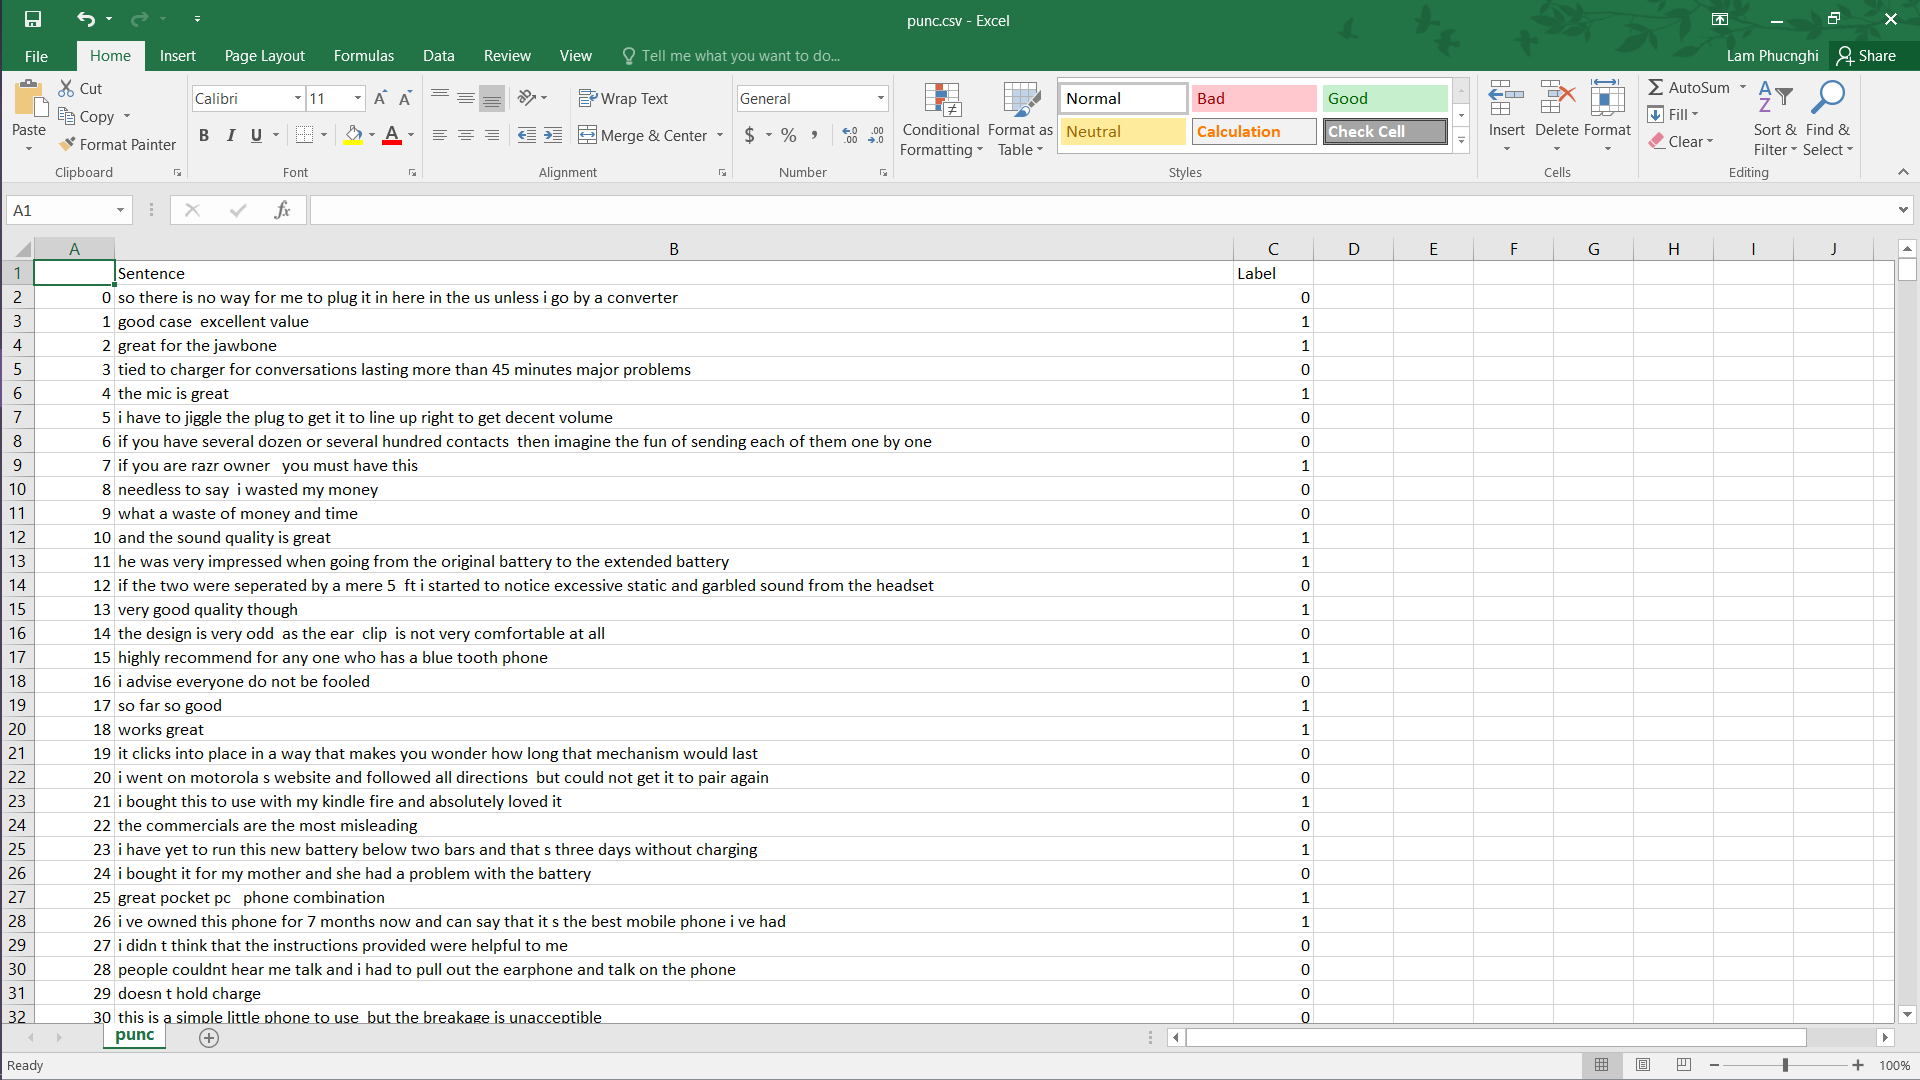 punc.csv - Excel
File Home Insert Page Layout Formulas Data Review View Tell me what you want to do... Lam Phucnghi Share
Paste Cut Copy Format Painter Clipboard
Calibri 11 B I U A A A Font
Wrap Text Merge & Center Alignment
General $ % , Number
Conditional Formatting Format as Table
Normal Bad Good
Neutral Calculation Check Cell
Styles
Insert Delete Format Cells
AutoSum Fill Clear Sort & Filter Find & Select Editing
A1 fx
A B C D E F G H I J
1 Sentence Label
2 0 so there is no way for me to plug it in here in the us unless i go by a converter 0
3 1 good case  excellent value 1
4 2 great for the jawbone 1
5 3 tied to charger for conversations lasting more than 45 minutes major problems 0
6 4 the mic is great 1
7 5 i have to jiggle the plug to get it to line up right to get decent volume 0
8 6 if you have several dozen or several hundred contacts  then imagine the fun of sending each of them one by one 0
9 7 if you are razr owner   you must have this 1
10 8 needless to say  i wasted my money 0
11 9 what a waste of money and time 0
12 10 and the sound quality is great 1
13 11 he was very impressed when going from the original battery to the extended battery 1
14 12 if the two were seperated by a mere 5  ft i started to notice excessive static and garbled sound from the headset 0
15 13 very good quality though 1
16 14 the design is very odd  as the ear  clip  is not very comfortable at all 0
17 15 highly recommend for any one who has a blue tooth phone 1
18 16 i advise everyone do not be fooled 0
19 17 so far so good 1
20 18 works great 1
21 19 it clicks into place in a way that makes you wonder how long that mechanism would last 0
22 20 i went on motorola s website and followed all directions  but could not get it to pair again 0
23 21 i bought this to use with my kindle fire and absolutely loved it 1
24 22 the commercials are the most misleading 0
25 23 i have yet to run this new battery below two bars and that s three days without charging 1
26 24 i bought it for my mother and she had a problem with the battery 0
27 25 great pocket pc   phone combination 1
28 26 i ve owned this phone for 7 months now and can say that it s the best mobile phone i ve had 1
29 27 i didn t think that the instructions provided were helpful to me 0
30 28 people couldnt hear me talk and i had to pull out the earphone and talk on the phone 0
31 29 doesn t hold charge 0
32 30 this is a simple little phone to use  but the breakage is unacceptible 0
punc
Ready 100%